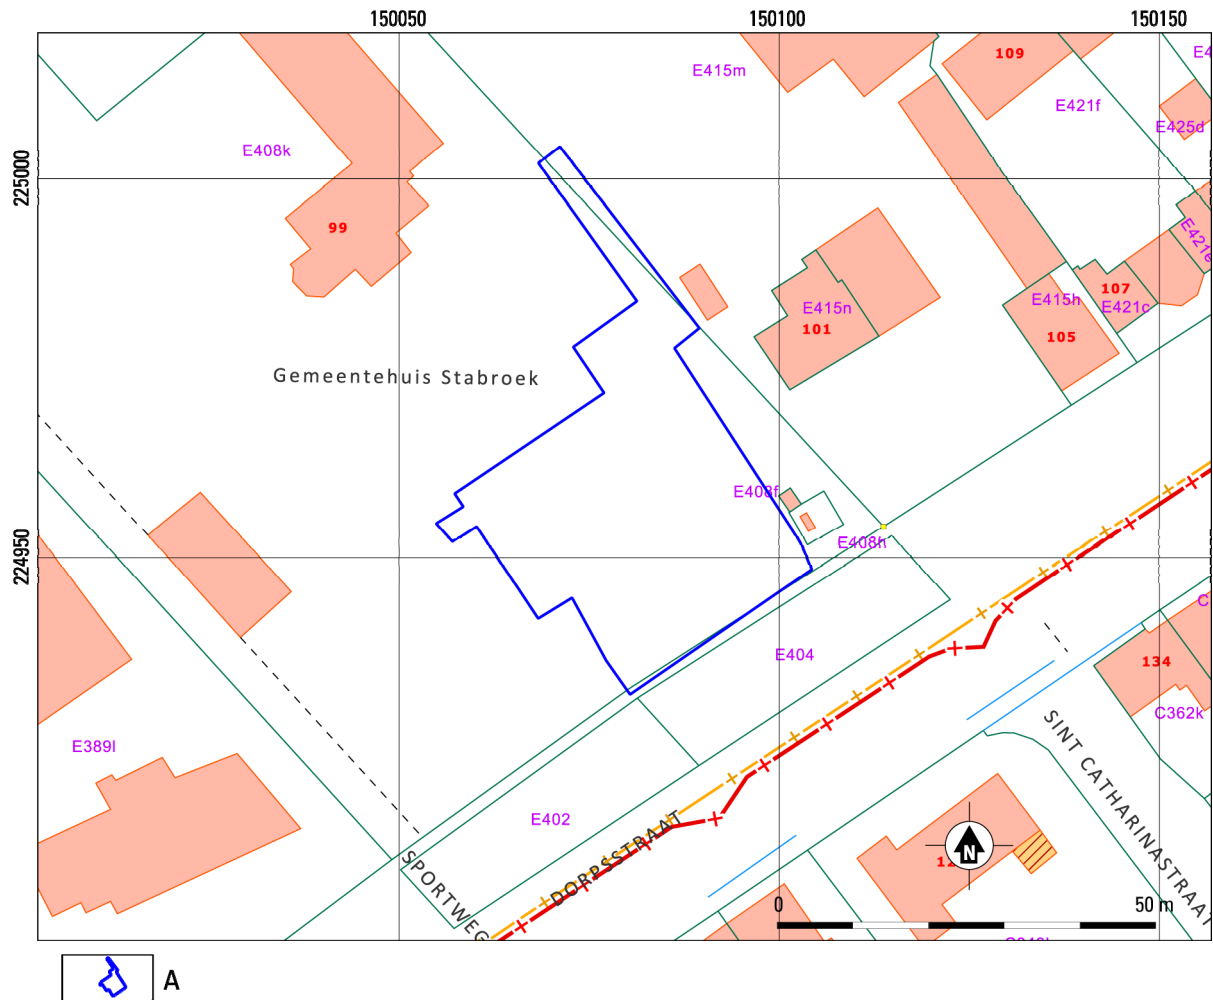 150050
150100
150150
225000
224950
E415m
109
E421f
E425d
E408k
99
E421e
107
E415h
E421c
E415n
101
105
Gemeentehuis Stabroek
E408f
E408h
E404
134
C362k
E389l
E402
SINT CATHARINASTRAAT
DORPSSTRAAT
SPORTWEG
N
0
50 m
A